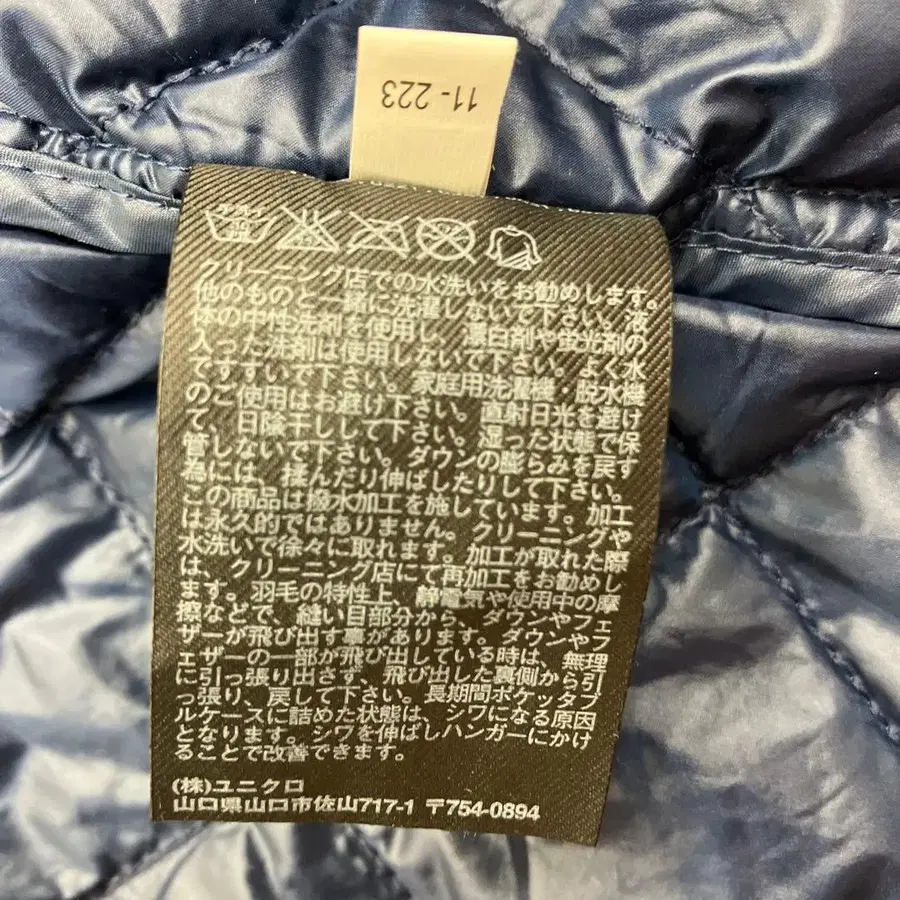 11-223
クリーニング店での水洗いをお勧めします。
他のものと一緒に洗濯しないで下さい。液
体の中性洗剤を使用し、漂白剤や蛍光剤の
入った洗剤は使用しないで下さい。よく水
ですすいで下さい。家庭用洗濯機、脱水機
のご使用はお避け下さい。直射日光を避け
て、日陰干しして下さい。湿った状態で保
管しないで下さい。ダウンの膨らみを戻す
為には、揉んだり伸ばしたりして下さい。
この商品は撥水加工を施しています。加工
は永久的ではありません。クリーニングや
水洗いで徐々に取れます。加工が取れた際
は、クリーニング店にて再加工をお勧めし
ます。羽毛の特性上、静電気や使用中の摩
擦などで、縫い目部分から、ダウンやフェ
ザーが飛び出す事があります。ダウンやフ
ェザーの一部が飛び出している時は、無理
に引っ張り出さず、飛び出した裏側から引
っ張り、戻して下さい。長期間ポケッタブ
ルケースに詰めた状態は、シワになる原因
となります。シワを伸ばしハンガーにかけ
ることで改善できます。
(株)ユニクロ
山口県山口市佐山717-1 〒754-0894